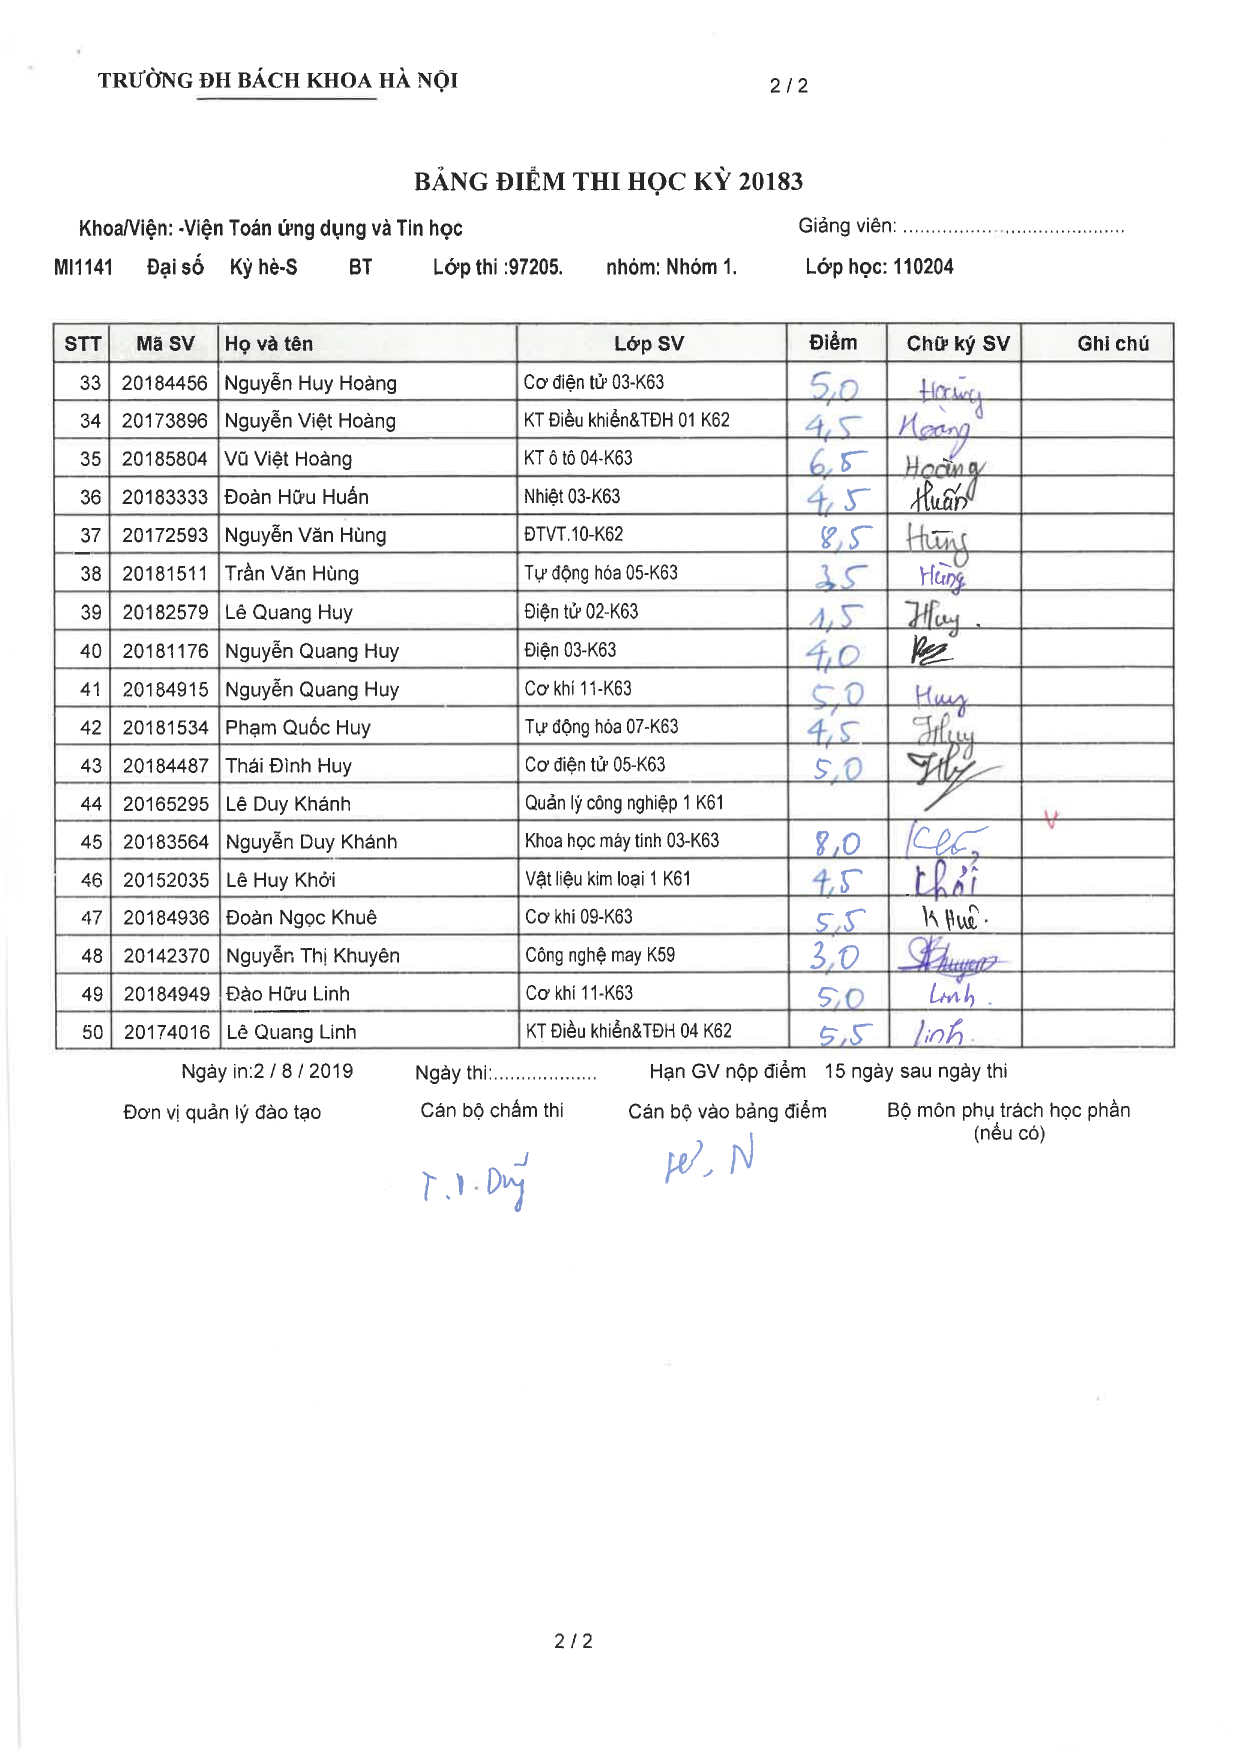 TRƯỜNG ĐH BÁCH KHOA HÀ NỘI 2 / 2
BẢNG ĐIỂM THI HỌC KỲ 20183
Khoa/Viện: -Viện Toán ứng dụng và Tin học Giảng viên: ........................................
MI1141 Đại số Kỳ hè-S BT Lớp thi :97205. nhóm: Nhóm 1. Lớp học: 110204
STT Mã SV Họ và tên Lớp SV Điểm Chữ ký SV Ghi chú
33 20184456 Nguyễn Huy Hoàng Cơ điện tử 03-K63 5,0 Hoàng
34 20173896 Nguyễn Việt Hoàng KT Điều khiển&TĐH 01 K62 4,5 Hoàng
35 20185804 Vũ Việt Hoàng KT ô tô 04-K63 6,5 Hoàng
36 20183333 Đoàn Hữu Huấn Nhiệt 03-K63 4,5 Huấn
37 20172593 Nguyễn Văn Hùng ĐTVT.10-K62 8,5 Hùng
38 20181511 Trần Văn Hùng Tự động hóa 05-K63 3,5 Hùng
39 20182579 Lê Quang Huy Điện tử 02-K63 1,5 Huy.
40 20181176 Nguyễn Quang Huy Điện 03-K63 4,0
41 20184915 Nguyễn Quang Huy Cơ khí 11-K63 5,0 Huy
42 20181534 Phạm Quốc Huy Tự động hóa 07-K63 4,5 Huy
43 20184487 Thái Đình Huy Cơ điện tử 05-K63 5,0 Huy
44 20165295 Lê Duy Khánh Quản lý công nghiệp 1 K61 V
45 20183564 Nguyễn Duy Khánh Khoa học máy tính 03-K63 8,0
46 20152035 Lê Huy Khởi Vật liệu kim loại 1 K61 4,5 Khởi
47 20184936 Đoàn Ngọc Khuê Cơ khí 09-K63 5,5 Khuê.
48 20142370 Nguyễn Thị Khuyên Công nghệ may K59 3,0 Khuyen
49 20184949 Đào Hữu Linh Cơ khí 11-K63 5,0 Linh.
50 20174016 Lê Quang Linh KT Điều khiển&TĐH 04 K62 5,5 linh
Ngày in:2 / 8 / 2019 Ngày thi:................... Hạn GV nộp điểm 15 ngày sau ngày thi
Đơn vị quản lý đào tạo Cán bộ chấm thi Cán bộ vào bảng điểm Bộ môn phụ trách học phần
(nếu có)
2 / 2